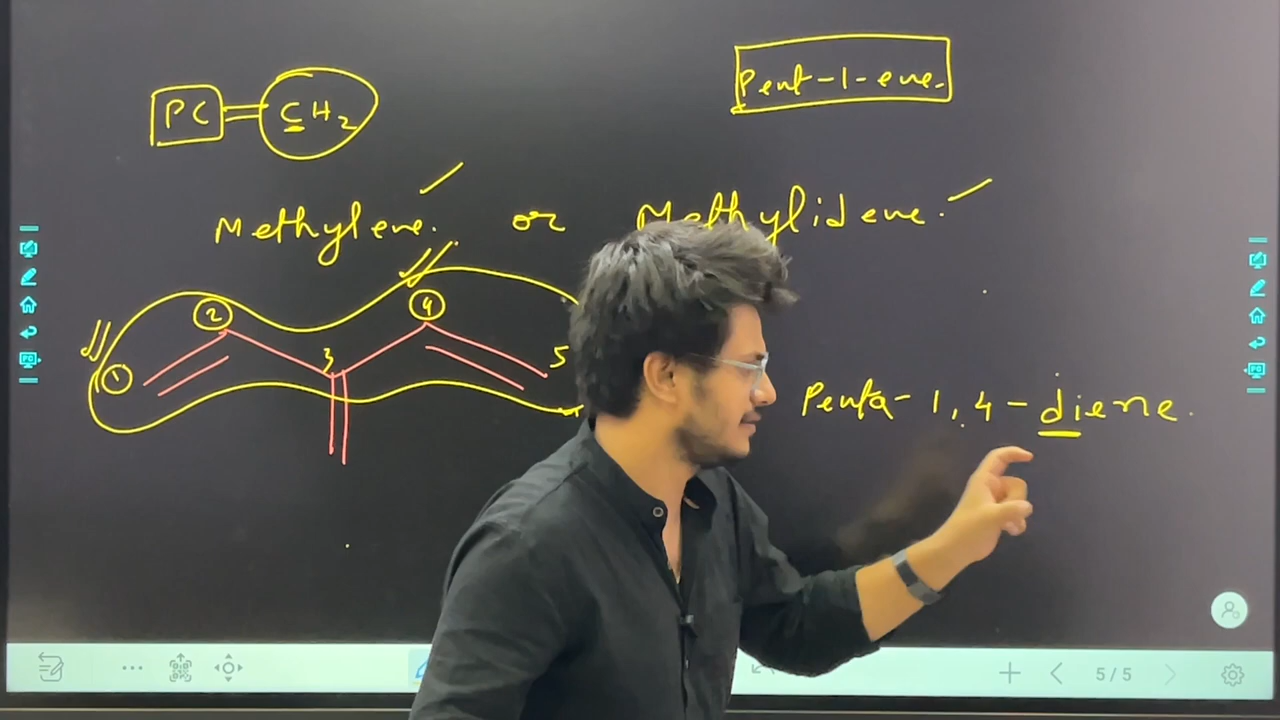 PC = CH2
Pent-1-ene.
Methylene. or Methylidene.
1 2 3 4 5
Penta- 1,4 - diene.
5/5